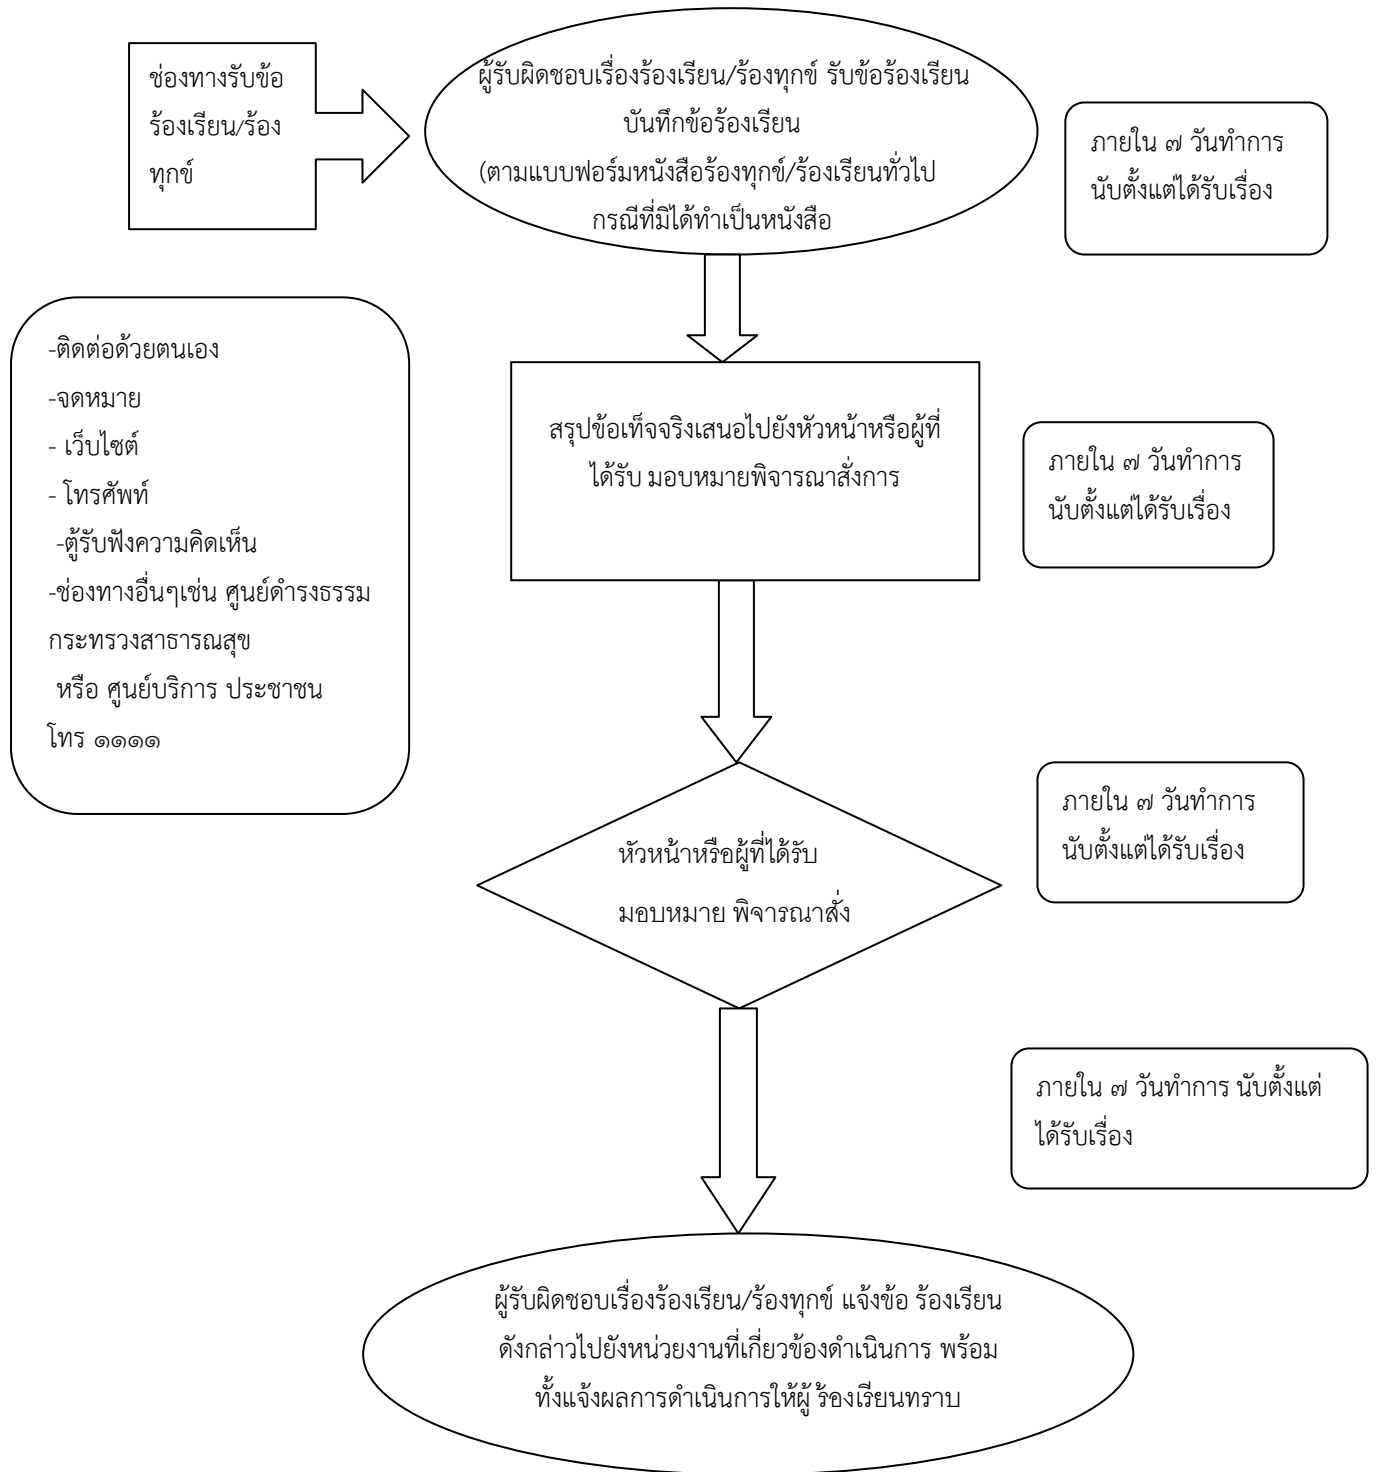 ช่องทางรับข้อ
ร้องเรียน/ร้อง
ทุกข์
ผู้รับผิดชอบเรื่องร้องเรียน/ร้องทุกข์ รับข้อร้องเรียน
บันทึกข้อร้องเรียน
(ตามแบบฟอร์มหนังสือร้องทุกข์/ร้องเรียนทั่วไป
กรณีที่มิได้ทำเป็นหนังสือ
ภายใน ๗ วันทำการ
นับตั้งแต่ได้รับเรื่อง
-ติดต่อด้วยตนเอง
-จดหมาย
- เว็บไซต์
- โทรศัพท์
-ตู้รับฟังความคิดเห็น
-ช่องทางอื่นๆเช่น ศูนย์ดำรงธรรม
กระทรวงสาธารณสุข
หรือ ศูนย์บริการ ประชาชน
โทร ๑๑๑๑
สรุปข้อเท็จจริงเสนอไปยังหัวหน้าหรือผู้ที่
ได้รับ มอบหมายพิจารณาสั่งการ
ภายใน ๗ วันทำการ
นับตั้งแต่ได้รับเรื่อง
หัวหน้าหรือผู้ที่ได้รับ
มอบหมาย พิจารณาสั่ง
ภายใน ๗ วันทำการ
นับตั้งแต่ได้รับเรื่อง
ภายใน ๗ วันทำการ นับตั้งแต่
ได้รับเรื่อง
ผู้รับผิดชอบเรื่องร้องเรียน/ร้องทุกข์ แจ้งข้อ ร้องเรียน
ดังกล่าวไปยังหน่วยงานที่เกี่ยวข้องดำเนินการ พร้อม
ทั้งแจ้งผลการดำเนินการให้ผู้ ร้องเรียนทราบ